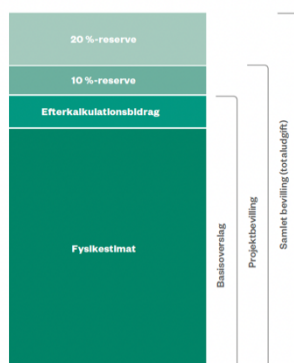 20 %-reserve
10 %-reserve
Efterkalkulationsbidrag
Fysikestimat
Basisoverslag
Projektbevilling
Samlet bevilling (totaludgift)